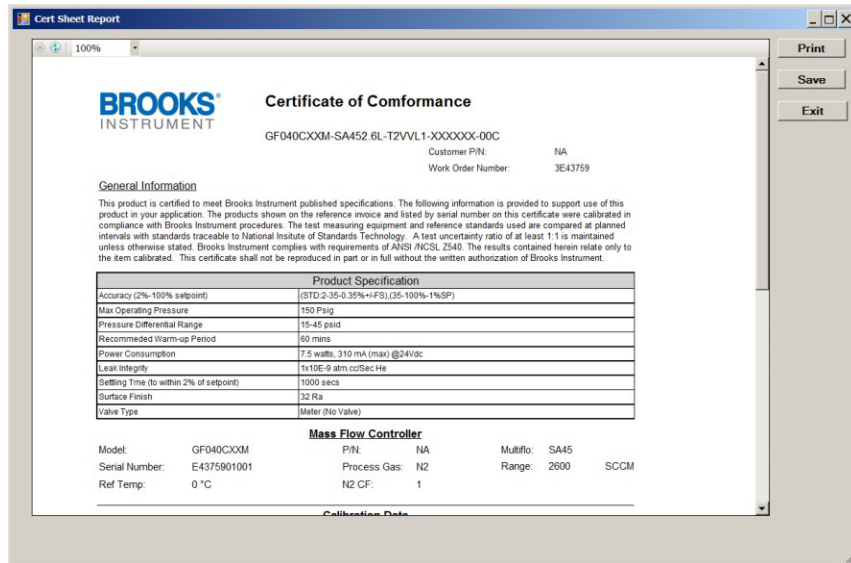 Cert Sheet Report
100%
Print
Save
Exit
BROOKS®
INSTRUMENT
Certificate of Comformance
GF040CXXM-SA452.6L-T2VVL1-XXXXXX-00C
Customer P/N: NA
Work Order Number: 3E43759
General Information
This product is certified to meet Brooks Instrument published specifications. The following information is provided to support use of this
product in your application. The products shown on the reference invoice and listed by serial number on this certificate were calibrated in
compliance with Brooks Instrument procedures. The test measuring equipment and reference standards used are compared at planned
intervals with standards traceable to National Insitute of Standards Technology. A test uncertainty ratio of at least 1:1 is maintained
unless otherwise stated. Brooks Instrument complies with requirements of ANSI /NCSL Z540. The results contained herein relate only to
the item calibrated. This certificate shall not be reproduced in part or in full without the written authorization of Brooks Instrument.
Product Specification
Accuracy (2%-100% setpoint) (STD:2-35-0.35%+/-FS),(35-100%-1%SP)
Max Operating Pressure 150 Psig
Pressure Differential Range 15-45 psid
Recommeded Warm-up Period 60 mins
Power Consumption 7.5 watts, 310 mA (max) @24Vdc
Leak Integrity 1x10E-9 atm.cc/Sec He
Settling Tme (to within 2% of setpoint) 1000 secs
Surface Finish 32 Ra
Valve Type Meter (No Valve)
Mass Flow Controller
Model: GF040CXXM P/N: NA Multiflo: SA45
Serial Number: E4375901001 Process Gas: N2 Range: 2600 SCCM
Ref Temp: 0 °C N2 CF: 1
Calibration Data